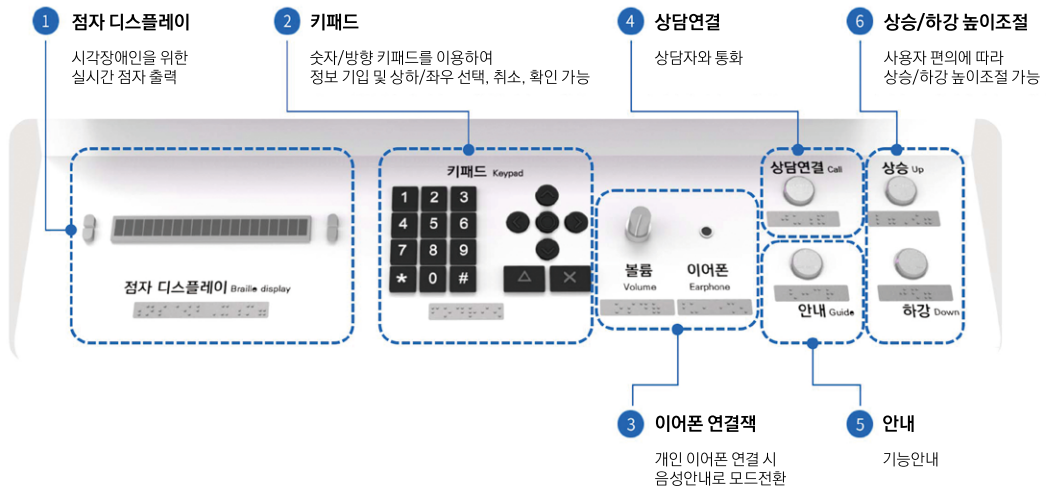 1 점자 디스플레이
시각장애인을 위한
실시간 점자 출력
2 키패드
숫자/방향 키패드를 이용하여
정보 기입 및 상하/좌우 선택, 취소, 확인 가능
4 상담연결
상담자와 통화
6 상승/하강 높이조절
사용자 편의에 따라
상승/하강 높이조절 가능
점자 디스플레이 Braille display
키패드 Keypad
1 2 3
4 5 6
7 8 9
* 0 #
볼륨
Volume
이어폰
Earphone
상담연결 Call
안내 Guide
상승 Up
하강 Down
3 이어폰 연결잭
개인 이어폰 연결 시
음성안내로 모드전환
5 안내
기능안내